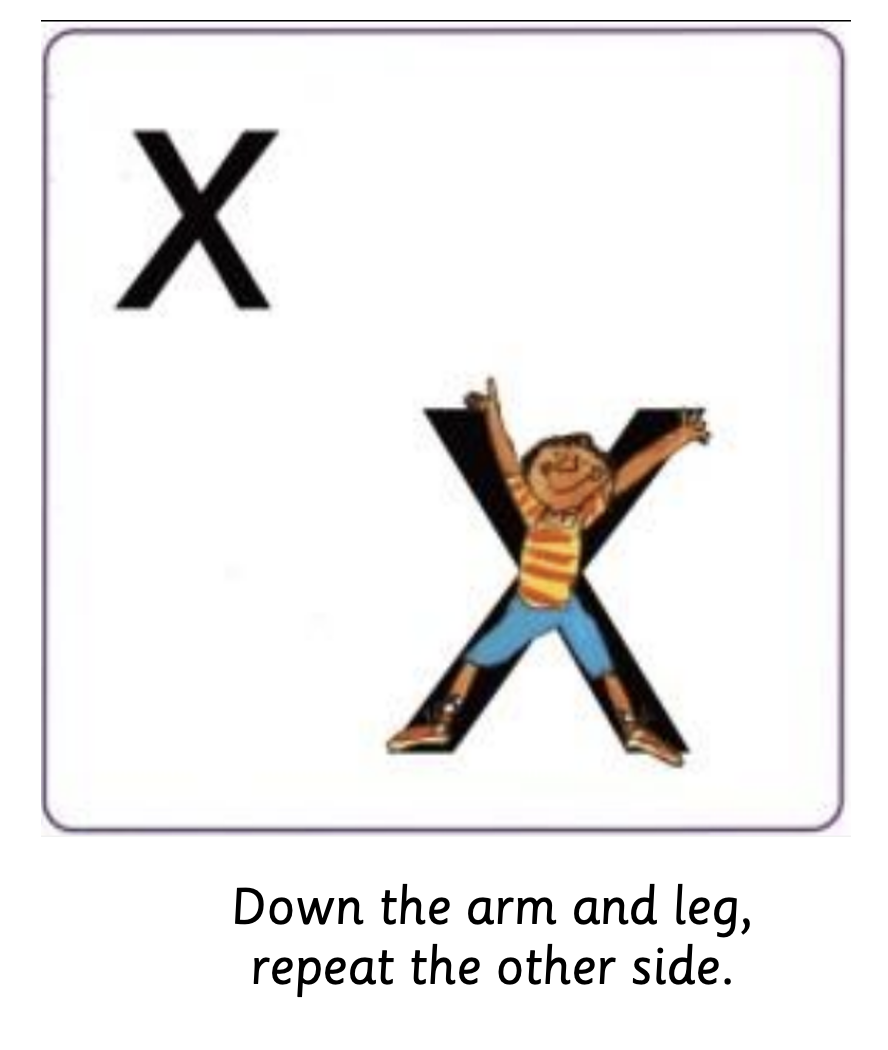 x
x
Down the arm and leg,
repeat the other side.